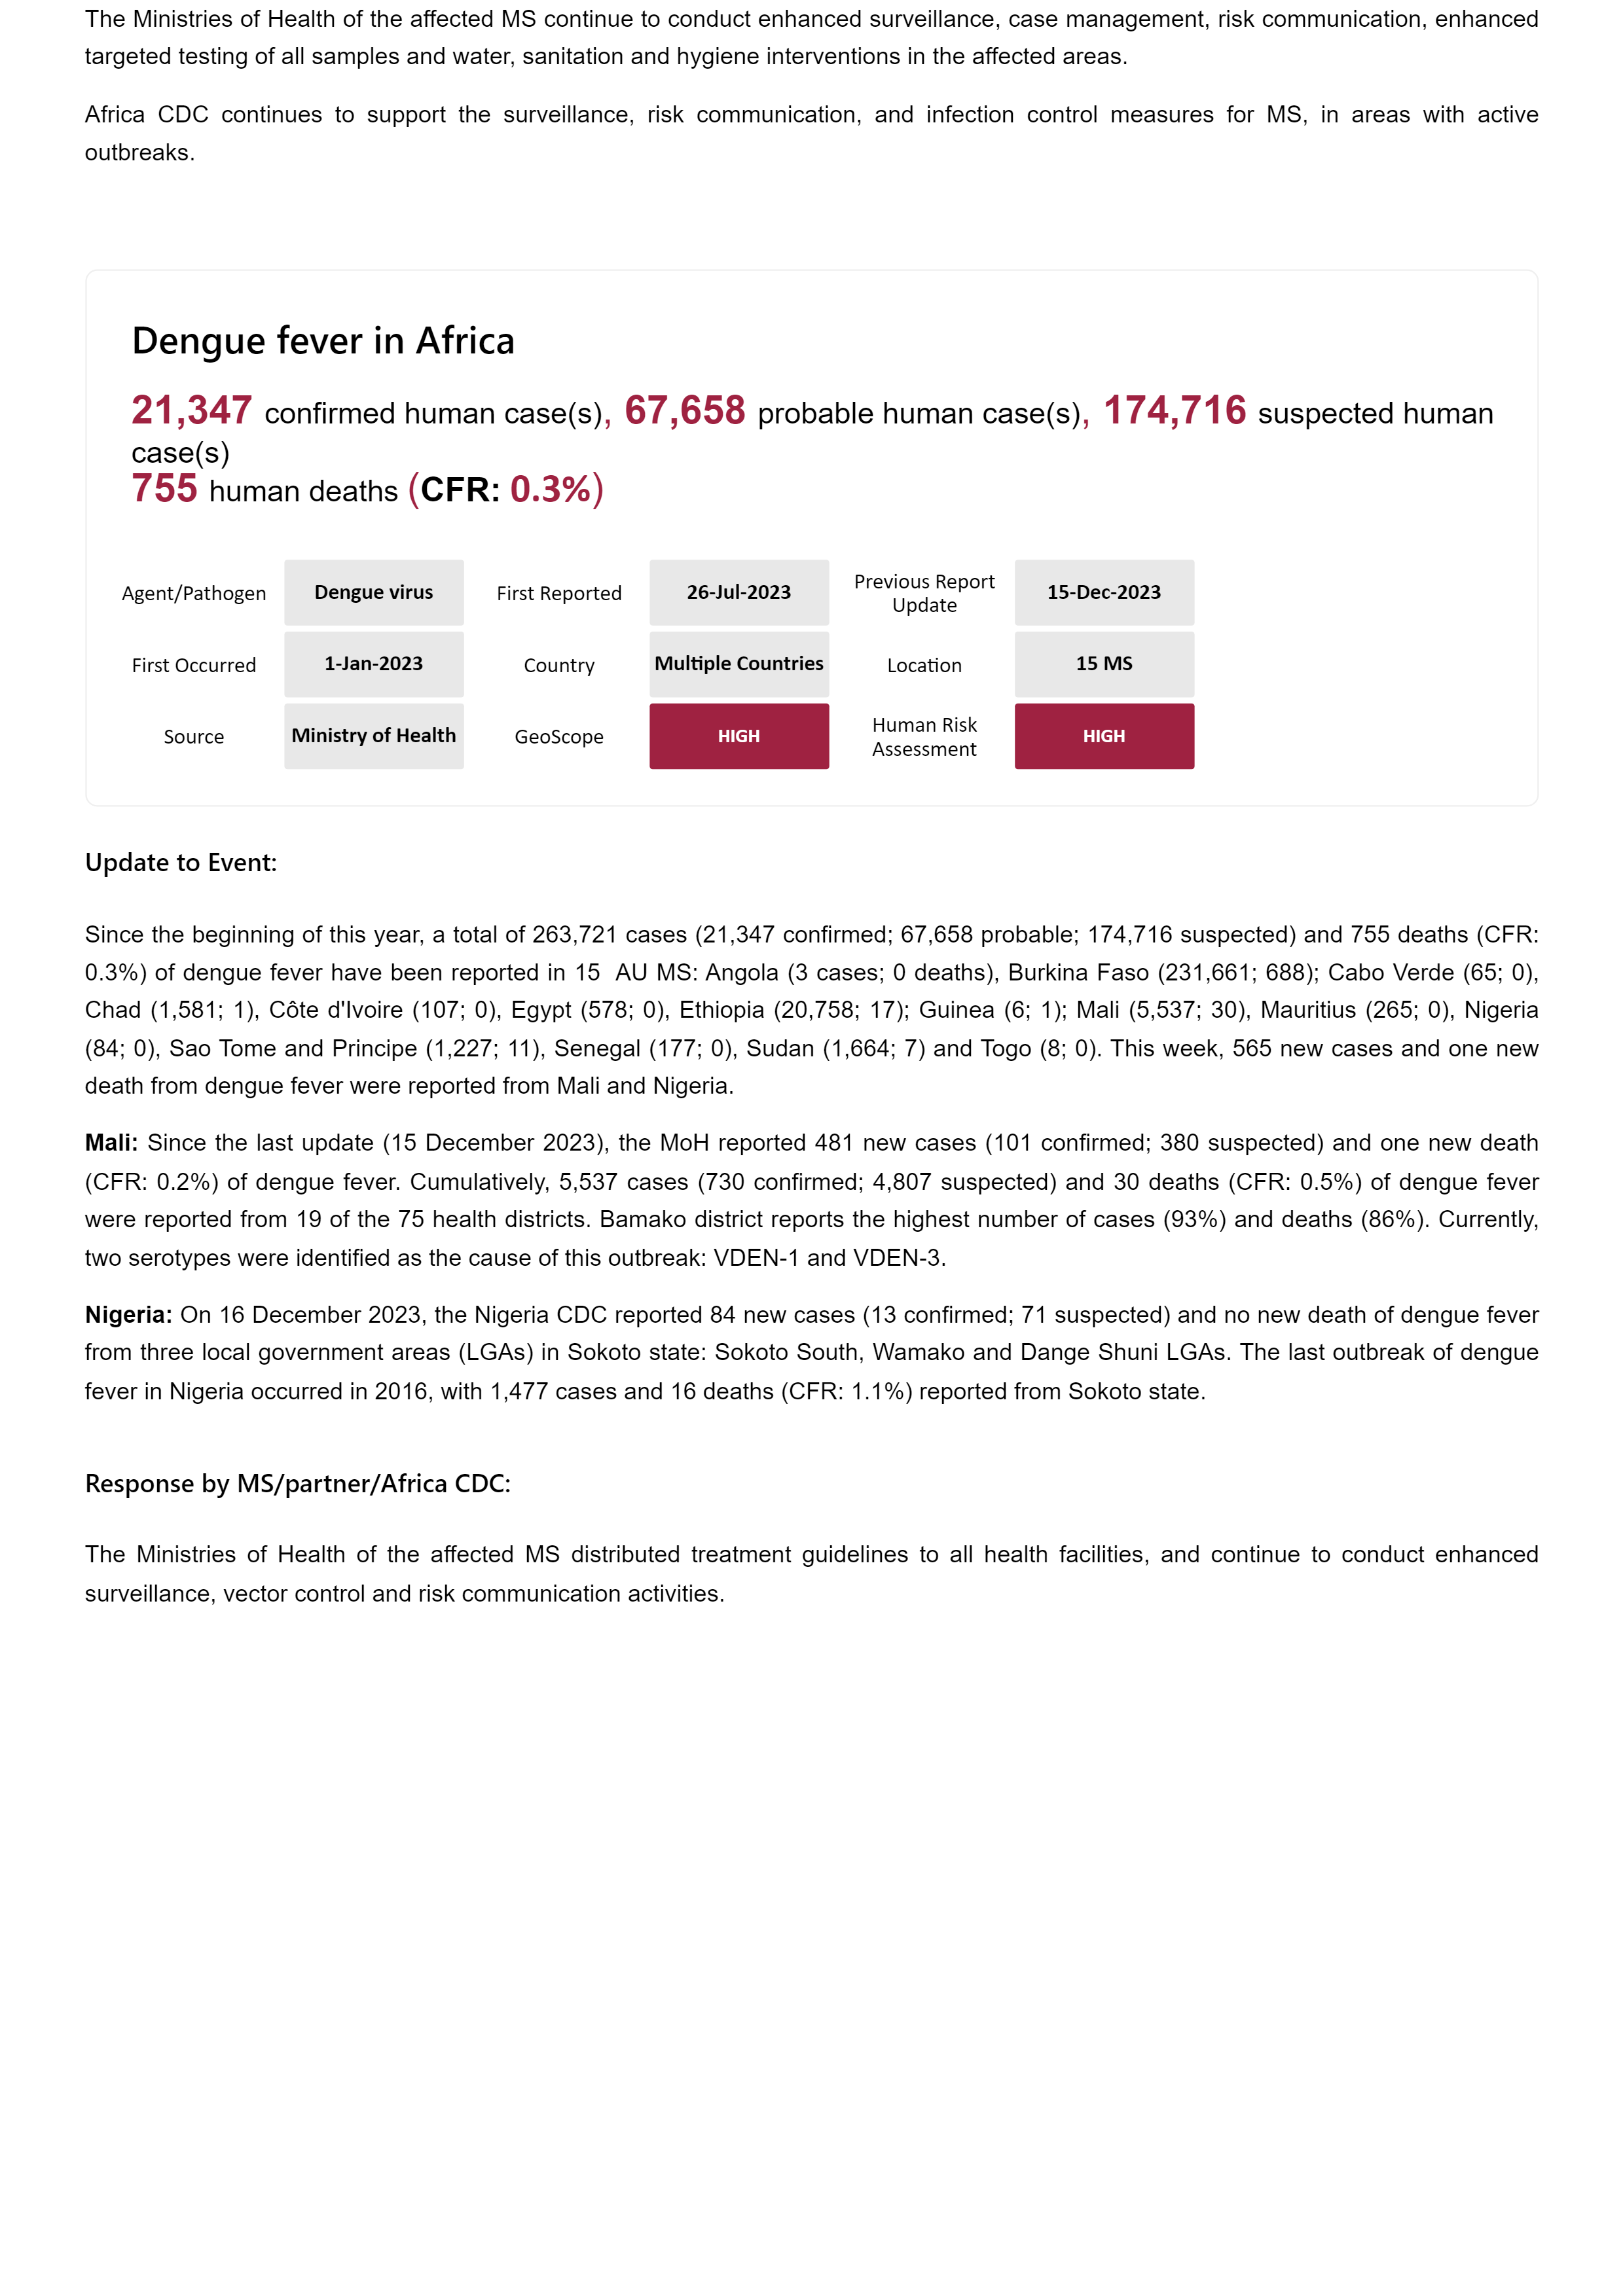 The Ministries of Health of the affected MS continue to conduct enhanced surveillance, case management, risk communication, enhanced
targeted testing of all samples and water, sanitation and hygiene interventions in the affected areas.
Africa CDC continues to support the surveillance, risk communication, and infection control measures for MS, in areas with active
outbreaks.
Dengue fever in Africa
21,347 confirmed human case(s), 67,658 probable human case(s), 174,716 suspected human
case(s)
755 human deaths (CFR: 0.3%)
Agent/Pathogen Dengue virus First Reported 26-Jul-2023 Previous Report Update 15-Dec-2023
First Occurred 1-Jan-2023 Country Multiple Countries Location 15 MS
Source Ministry of Health GeoScope HIGH Human Risk Assessment HIGH
Update to Event:
Since the beginning of this year, a total of 263,721 cases (21,347 confirmed; 67,658 probable; 174,716 suspected) and 755 deaths (CFR:
0.3%) of dengue fever have been reported in 15 AU MS: Angola (3 cases; 0 deaths), Burkina Faso (231,661; 688); Cabo Verde (65; 0),
Chad (1,581; 1), Côte d'Ivoire (107; 0), Egypt (578; 0), Ethiopia (20,758; 17); Guinea (6; 1); Mali (5,537; 30), Mauritius (265; 0), Nigeria
(84; 0), Sao Tome and Principe (1,227; 11), Senegal (177; 0), Sudan (1,664; 7) and Togo (8; 0). This week, 565 new cases and one new
death from dengue fever were reported from Mali and Nigeria.
Mali: Since the last update (15 December 2023), the MoH reported 481 new cases (101 confirmed; 380 suspected) and one new death
(CFR: 0.2%) of dengue fever. Cumulatively, 5,537 cases (730 confirmed; 4,807 suspected) and 30 deaths (CFR: 0.5%) of dengue fever
were reported from 19 of the 75 health districts. Bamako district reports the highest number of cases (93%) and deaths (86%). Currently,
two serotypes were identified as the cause of this outbreak: VDEN-1 and VDEN-3.
Nigeria: On 16 December 2023, the Nigeria CDC reported 84 new cases (13 confirmed; 71 suspected) and no new death of dengue fever
from three local government areas (LGAs) in Sokoto state: Sokoto South, Wamako and Dange Shuni LGAs. The last outbreak of dengue
fever in Nigeria occurred in 2016, with 1,477 cases and 16 deaths (CFR: 1.1%) reported from Sokoto state.
Response by MS/partner/Africa CDC:
The Ministries of Health of the affected MS distributed treatment guidelines to all health facilities, and continue to conduct enhanced
surveillance, vector control and risk communication activities.